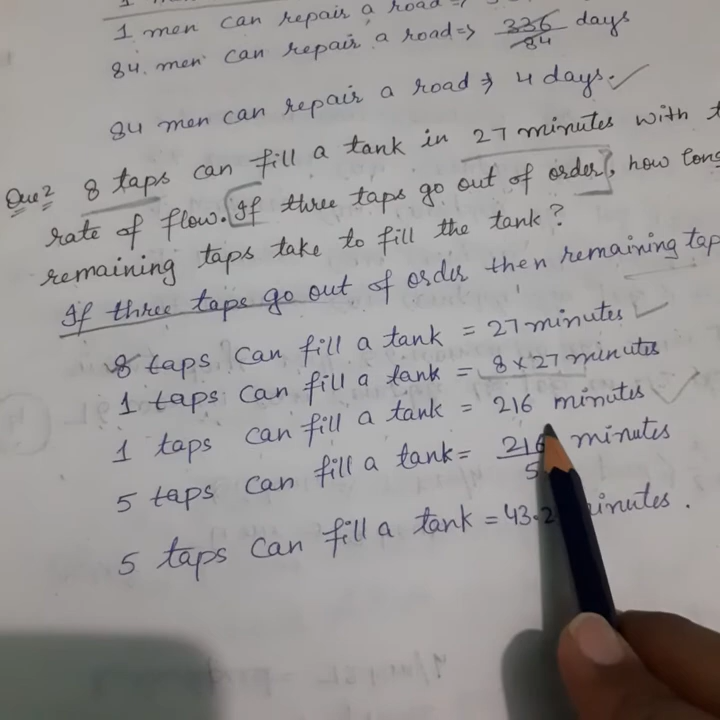 1 men can repair a road ⇒
84 men can repair a road ⇒ 336/84 days
84 men can repair a road ⇒ 4 days. ✓
Que 2 8 taps can fill a tank in 27 minutes with
rate of flow. If three taps go out of order, how long
remaining taps take to fill the tank?
If three taps go out of order then remaining tap
8 taps can fill a tank = 27 minutes ✓
1 taps can fill a tank = 8 × 27 minutes
1 taps can fill a tank = 216 minutes ✓
5 taps can fill a tank = 216/5 minutes
5 taps can fill a tank = 43.2 minutes.